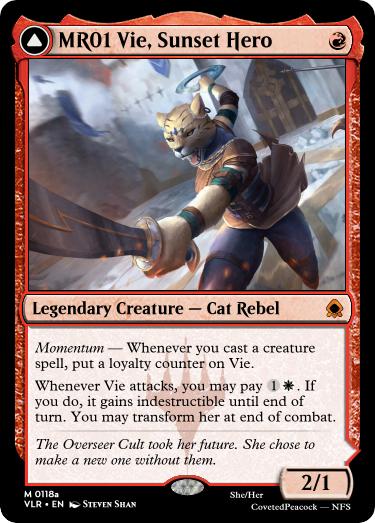 MR01 Vie, Sunset Hero
Legendary Creature — Cat Rebel
Momentum — Whenever you cast a creature
spell, put a loyalty counter on Vie.
Whenever Vie attacks, you may pay 1. If
you do, it gains indestructible until end of
turn. You may transform her at end of combat.
The Overseer Cult took her future. She chose to
make a new one without them.
2/1
M 0118a
VLR • EN Steven Shan
She/Her
CovetedPeacock — NFS